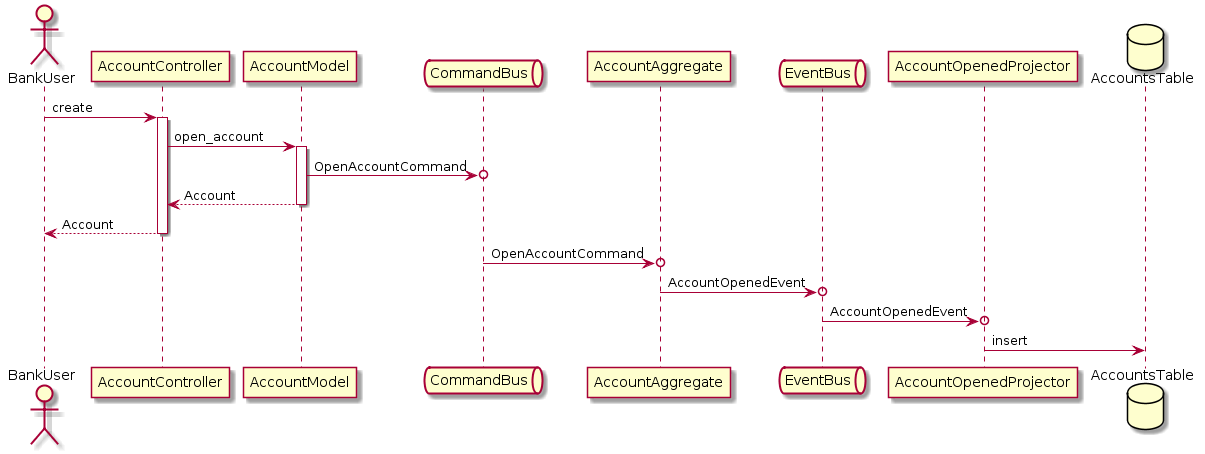 BankUser
AccountController
AccountModel
CommandBus
AccountAggregate
EventBus
AccountOpenedProjector
AccountsTable
create
open_account
OpenAccountCommand
Account
Account
OpenAccountCommand
AccountOpenedEvent
AccountOpenedEvent
insert
BankUser
AccountController
AccountModel
CommandBus
AccountAggregate
EventBus
AccountOpenedProjector
AccountsTable